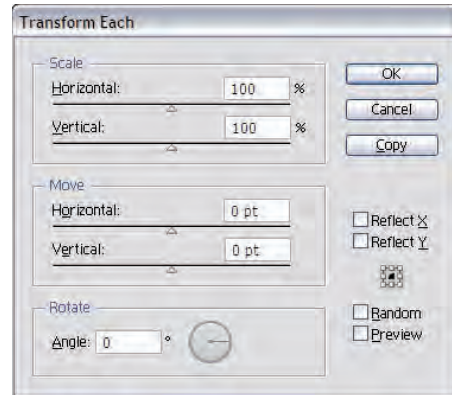 Transform Each
Scale
Horizontal: 100 %
Vertical: 100 %
Move
Horizontal: 0 pt
Vertical: 0 pt
Rotate
Angle: 0 °
OK
Cancel
Copy
Reflect X
Reflect Y
Random
Preview